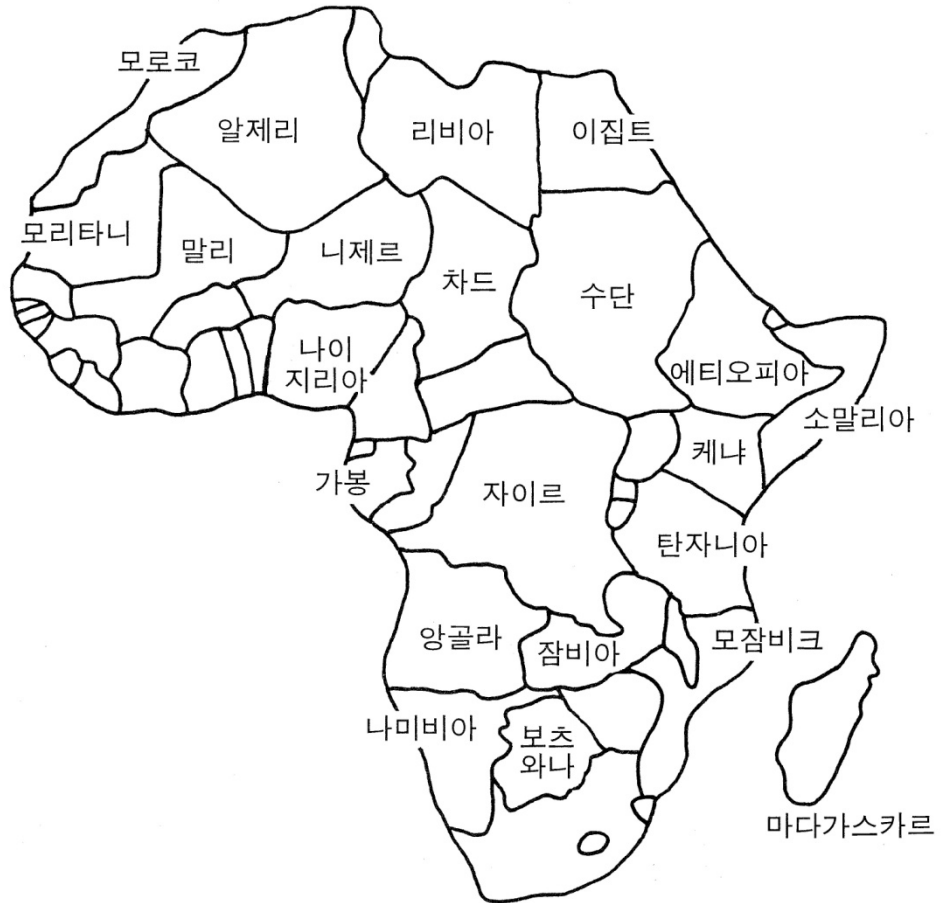 모로코
알제리
리비아
이집트
모리타니
말리
니제르
차드
수단
나이
지리아
에티오피아
소말리아
케냐
가봉
자이르
탄자니아
앙골라
잠비아
모잠비크
나미비아
보츠
와나
마다가스카르